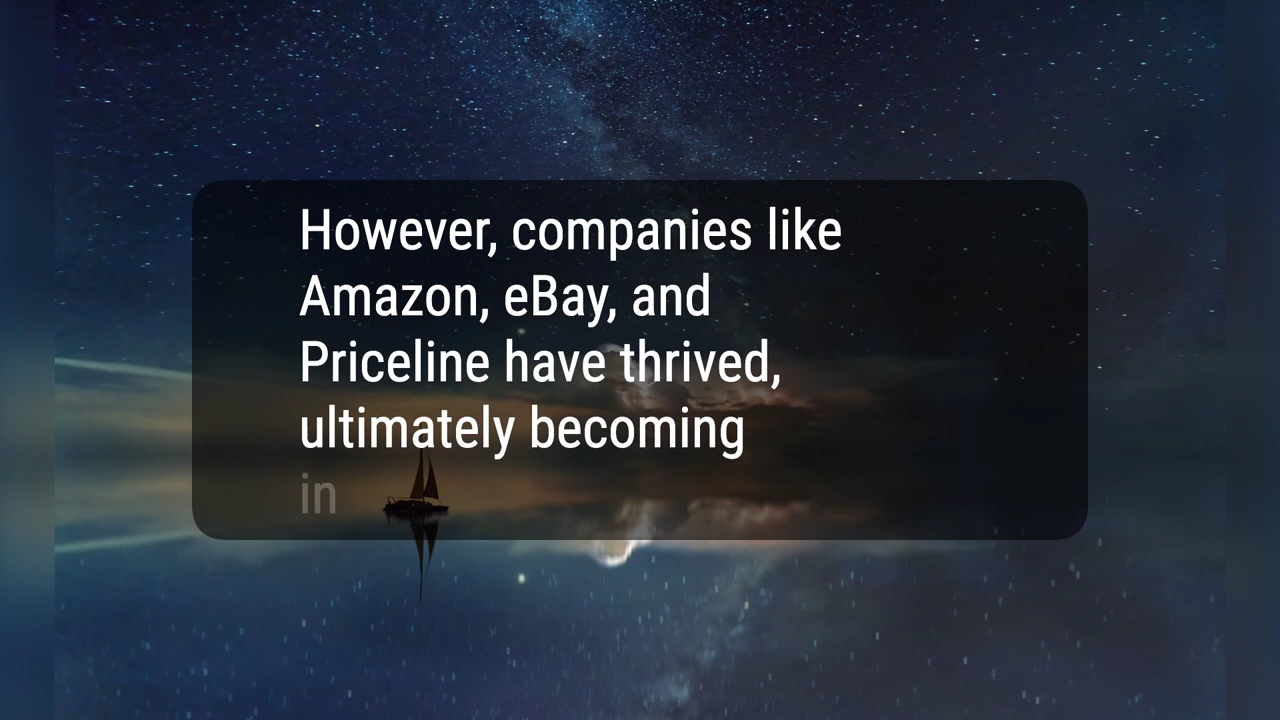 However, companies like
Amazon, eBay, and
Priceline have thrived,
ultimately becoming
in